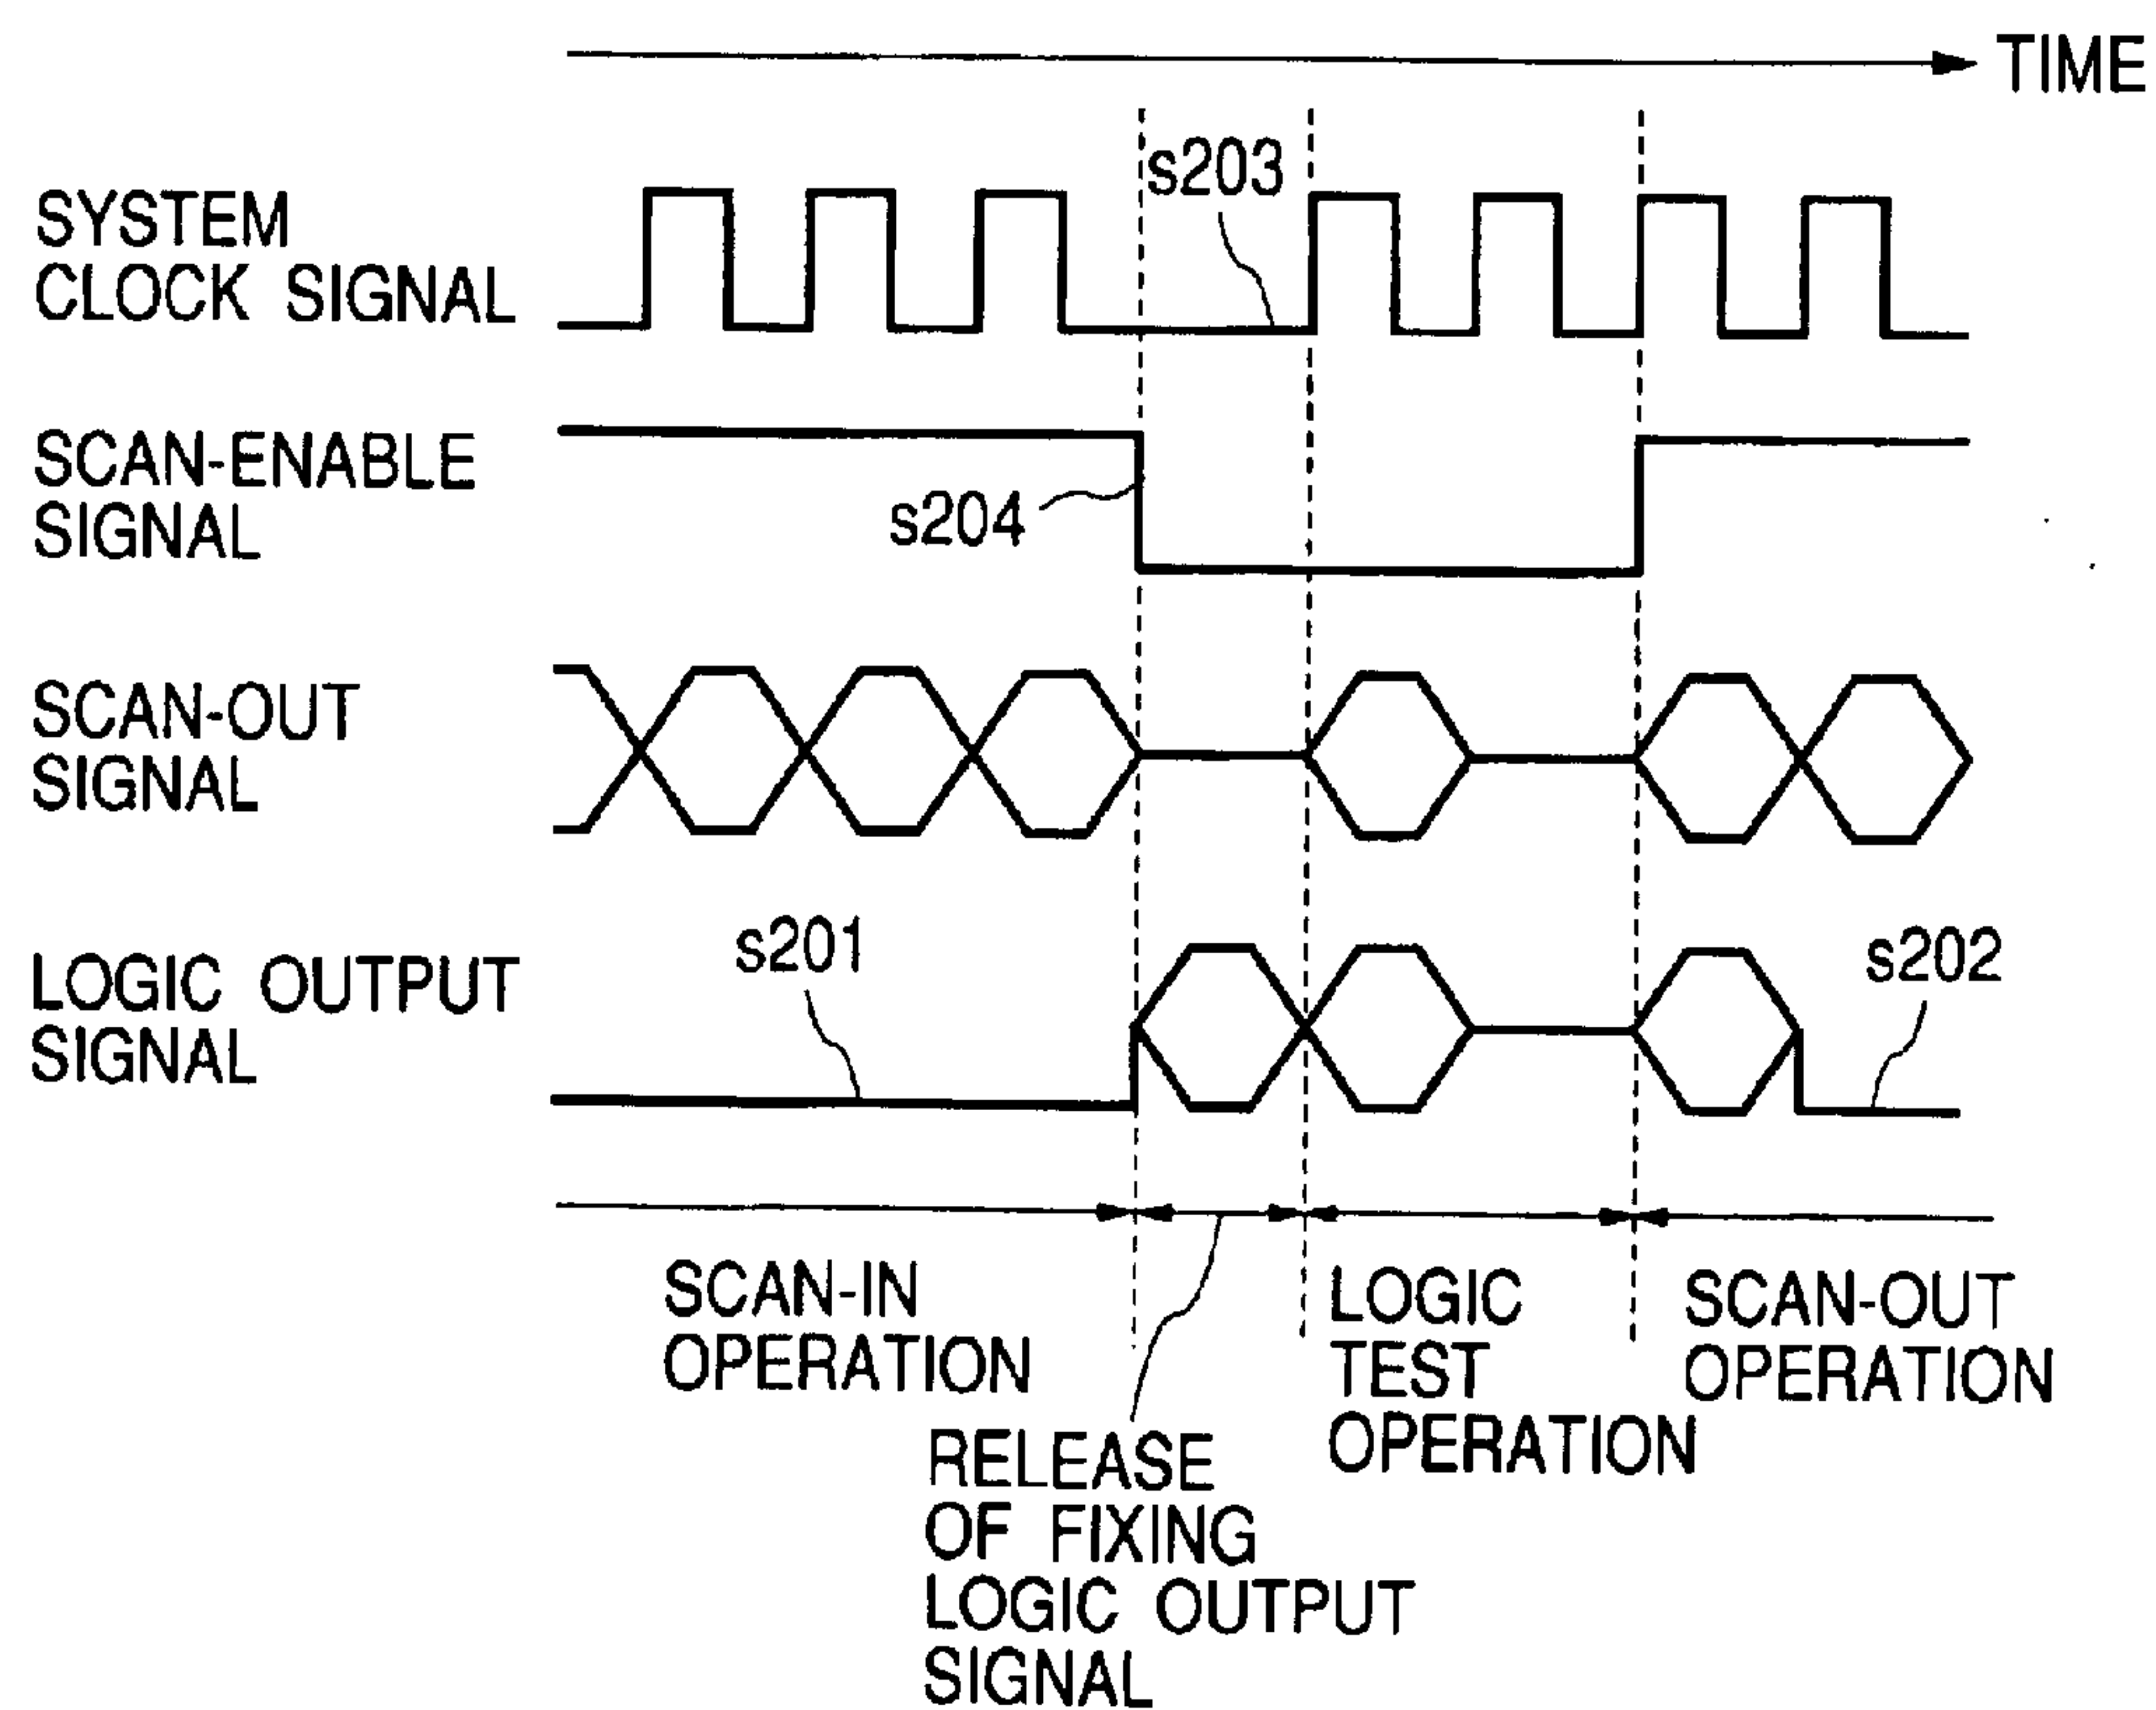 TIME
s203
SYSTEM
CLOCK SIGNAL
SCAN-ENABLE
SIGNAL
s204
SCAN-OUT
SIGNAL
s201
s202
LOGIC OUTPUT
SIGNAL
SCAN-IN
OPERATION
LOGIC
TEST
OPERATION
SCAN-OUT
OPERATION
RELEASE
OF FIXING
LOGIC OUTPUT
SIGNAL